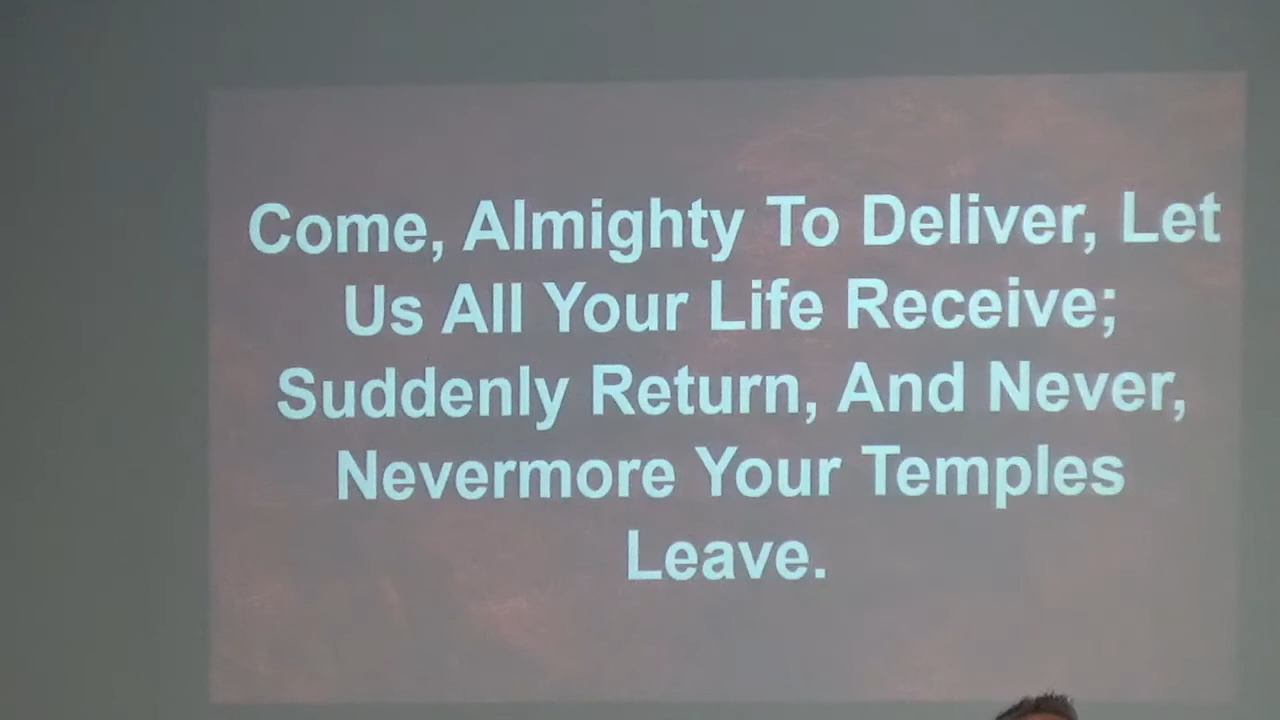 Come, Almighty To Deliver, Let
Us All Your Life Receive;
Suddenly Return, And Never,
Nevermore Your Temples
Leave.